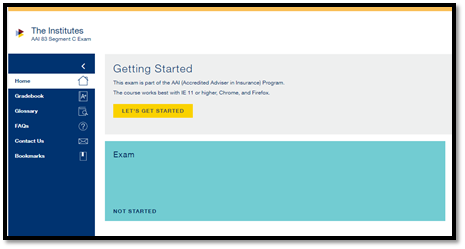 The Institutes
AAI 83 Segment C Exam
Home
Gradebook
A+
Glossary
FAQs
?
Contact Us
Bookmarks
Getting Started
This exam is part of the AAI (Accredited Adviser in Insurance) Program.
The course works best with IE 11 or higher, Chrome, and Firefox.
LET'S GET STARTED
Exam
NOT STARTED